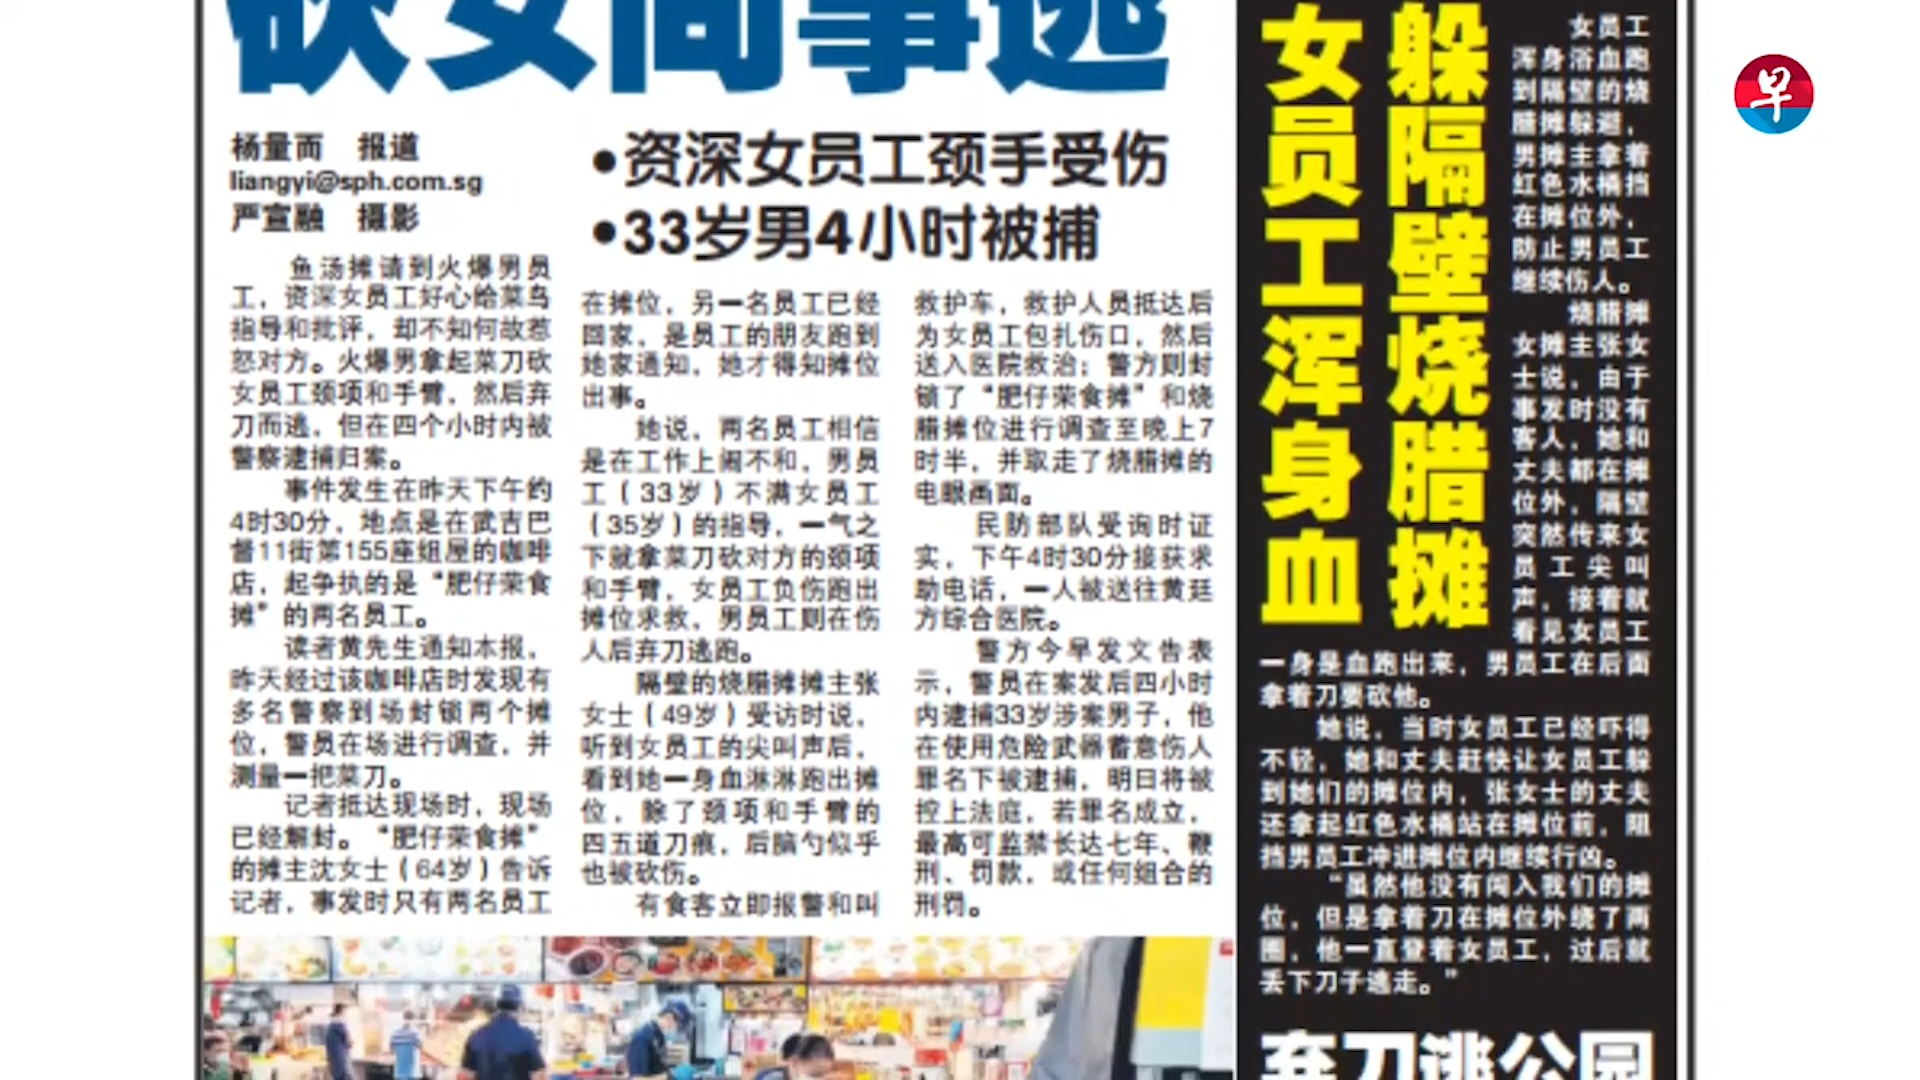 砍女同事逃
杨量而 报道
liangyi@sph.com.sg
严宣融 摄影
•资深女员工颈手受伤
•33岁男4小时被捕
鱼汤摊请到火爆男员
工，资深女员工好心给菜鸟
指导和批评，却不知何故惹
怒对方。火爆男拿起菜刀砍
女员工颈项和手臂，然后弃
刀而逃，但在四个小时内被
警察逮捕归案。
事件发生在昨天下午约
4时30分，地点是在武吉巴
督11街第155座组屋的咖啡
店，起争执的是“肥仔荣食
摊”的两名员工。
读者黄先生通知本报，
昨天经过该咖啡店时发现有
多名警察到场封锁两个摊
位，警员在场进行调查，并
测量一把菜刀。
记者抵达现场时，现场
已经解封。“肥仔荣食摊”
的摊主沈女士（64岁）告诉
记者，事发时只有两名员工
在摊位，另一名员工已经
回家，是员工的朋友跑到
她家通知，她才得知摊位
出事。
她说，两名员工相信
是在工作上闹不和，男员
工（33岁）不满女员工
（35岁）的指导，一气之
下就拿菜刀砍对方的颈项
和手臂，女员工负伤跑出
摊位求救，男员工则在伤
人后弃刀逃跑。
隔壁的烧腊摊摊主张
女士（49岁）受访时说，
听到女员工的尖叫声后，
看到她一身血淋淋跑出摊
位，除了颈项和手臂的
四五道刀痕，后脑勺似乎
也被砍伤。
有食客立即报警和叫
救护车，救护人员抵达后
为女员工包扎伤口，然后
送入医院救治；警方则封
锁了“肥仔荣食摊”和烧
腊摊位进行调查至晚上7
时半，并取走了烧腊摊的
电眼画面。
民防部队受询时证
实，下午4时30分接获求
助电话，一人被送往黄廷
方综合医院。
警方今早发文告表
示，警员在案发后四小时
内逮捕33岁涉案男子，他
在使用危险武器蓄意伤人
罪名下被逮捕，明日将被
控上法庭，若罪名成立，
最高可监禁长达七年、鞭
刑、罚款，或任何组合的
刑罚。
躲隔壁烧腊摊
女员工浑身血
女员工
浑身浴血跑
到隔壁的烧
腊摊躲避，
男摊主拿着
红色水桶挡
在摊位外，
防止男员工
继续伤人。
烧腊摊
女摊主张女
士说，由于
事发时没有
客人，她和
丈夫都在摊
位外，隔壁
突然传来女
员工尖叫
声，接着就
看见女员工
一身是血跑出来，男员工在后面
拿着刀要砍他。
她说，当时女员工已经吓得
不轻，她和丈夫赶快让女员工躲
到她们的摊位内，张女士的丈夫
还拿起红色水桶站在摊位前，阻
挡男员工冲进摊位内继续行凶。
“虽然他没有闯入我们的摊
位，但是拿着刀在摊位外绕了两
圈，他一直登着女员工，过后就
丢下刀子逃走。”
弃刀逃公园
早